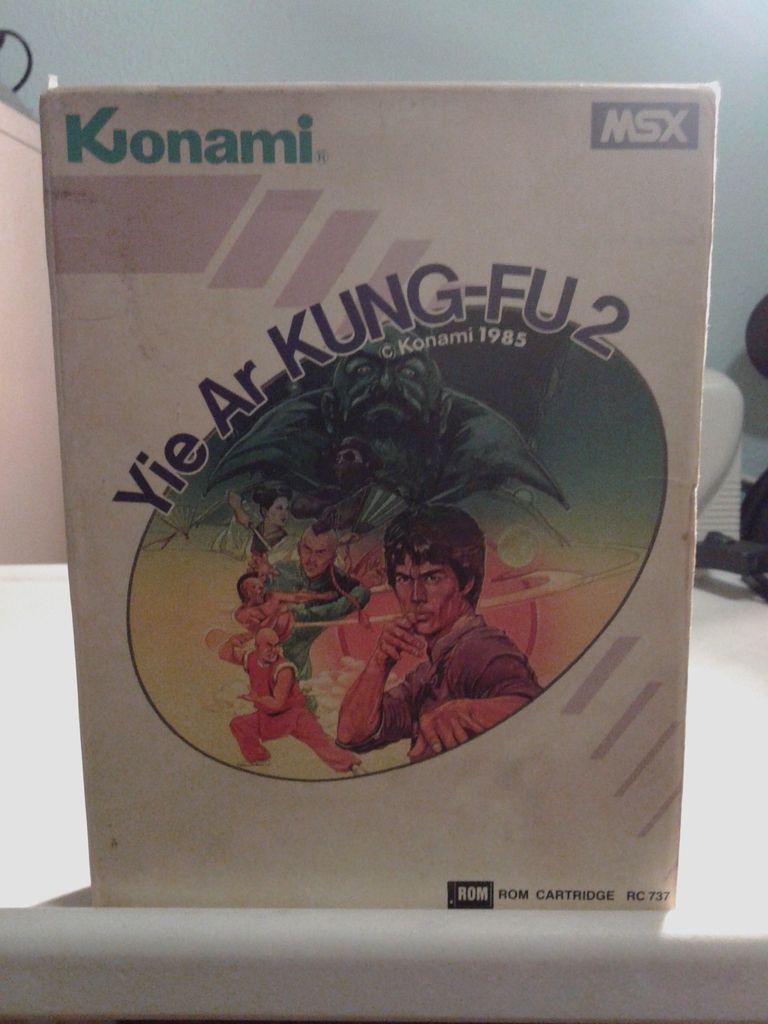 Konami®
MSX
Yie Ar KUNG-FU 2
© Konami 1985
ROM ROM CARTRIDGE RC 737